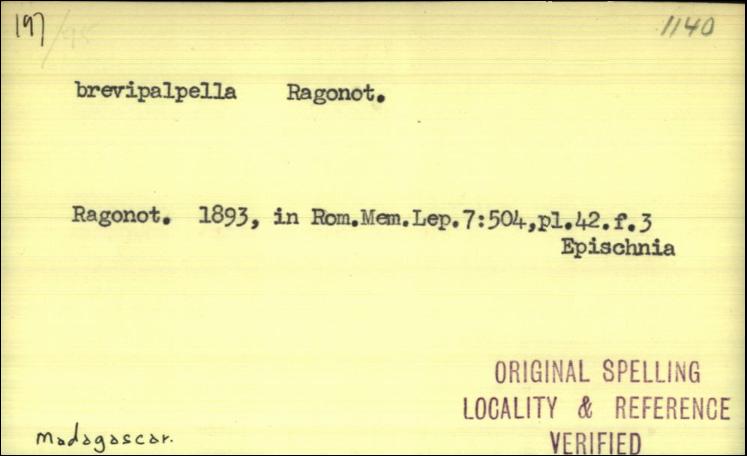 197 1140
brevipalpella Ragonot.
Ragonot. 1893, in Rom.Mem.Lep.7:504,pl.42.f.3
Epischnia
ORIGINAL SPELLING
LOCALITY & REFERENCE
VERIFIED
Madagascar.